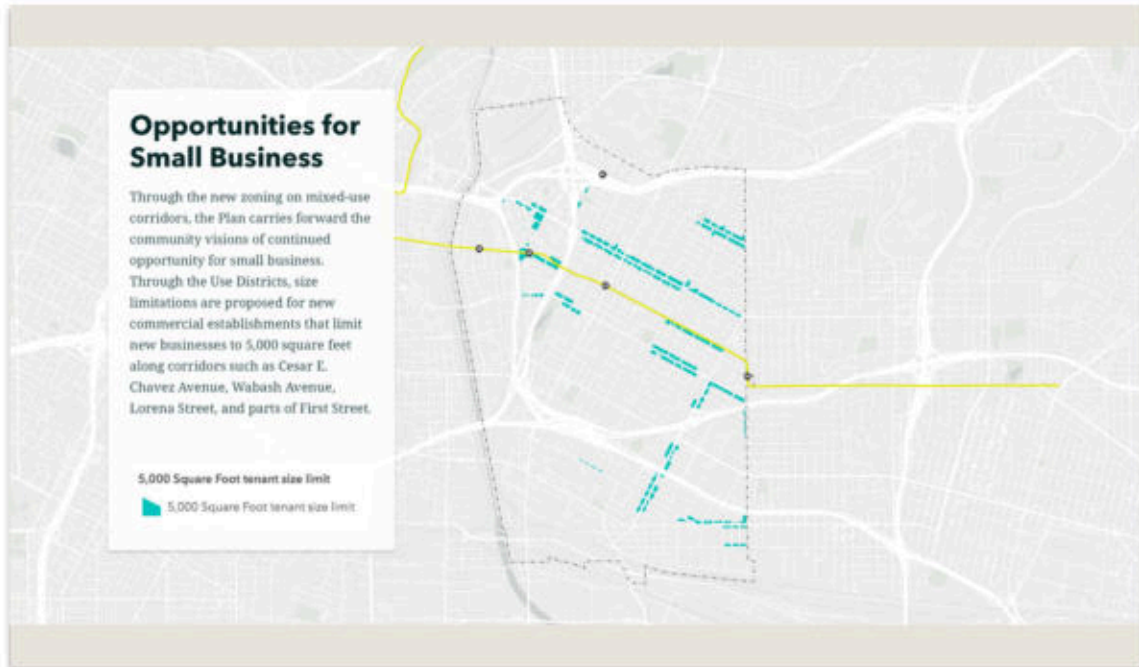 Opportunities for
Small Business
Through the new zoning on mixed-use
corridors, the Plan carries forward the
community visions of continued
opportunity for small business.
Through the Use Districts, size
limitations are proposed for new
commercial establishments that limit
new businesses to 5,000 square feet
along corridors such as Cesar E.
Chavez Avenue, Wabash Avenue,
Lorena Street, and parts of First Street.
5,000 Square Foot tenant size limit
5,000 Square Foot tenant size limit